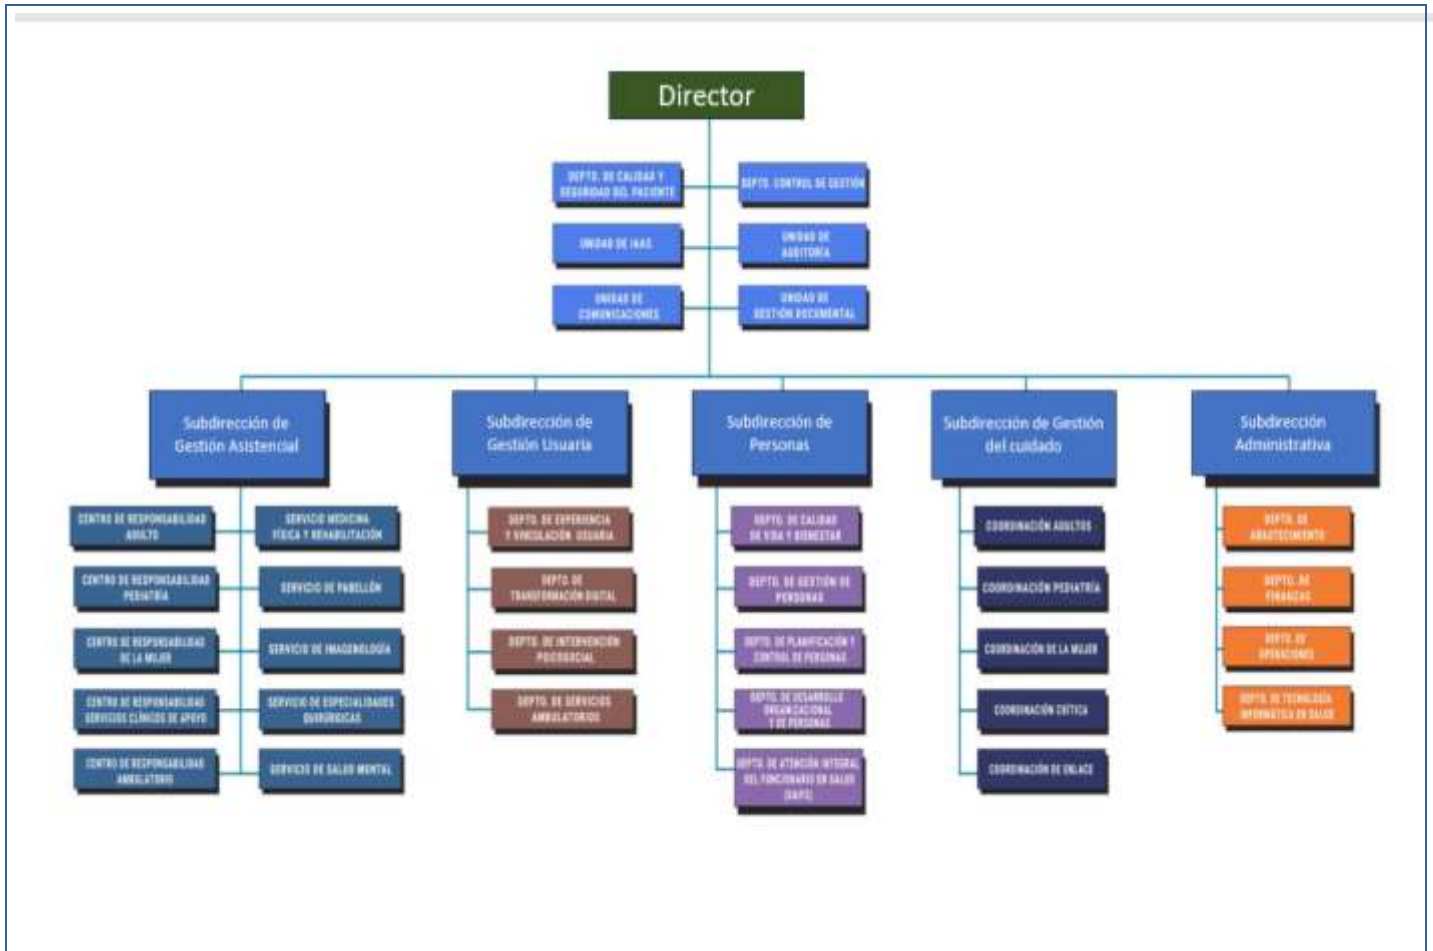 Director
DEPTO. DE CALIDAD Y
SEGURIDAD DEL PACIENTE
DEPTO. CONTROL DE GESTIÓN
UNIDAD DE IAAS
UNIDAD DE
AUDITORÍA
UNIDAD DE
COMUNICACIONES
UNIDAD DE
GESTIÓN DOCUMENTAL
Subdirección de
Gestión Asistencial
Subdirección de
Gestión Usuaria
Subdirección de
Personas
Subdirección de Gestión
del cuidado
Subdirección
Administrativa
CENTRO DE RESPONSABILIDAD
ADULTO
SERVICIO MEDICINA
FÍSICA Y REHABILITACIÓN
CENTRO DE RESPONSABILIDAD
PEDIATRÍA
SERVICIO DE PABELLÓN
CENTRO DE RESPONSABILIDAD
DE LA MUJER
SERVICIO DE IMAGENOLOGÍA
CENTRO DE RESPONSABILIDAD
SERVICIOS CLÍNICOS DE APOYO
SERVICIO DE ESPECIALIDADES
QUIRÚRGICAS
CENTRO DE RESPONSABILIDAD
AMBULATORIO
SERVICIO DE SALUD MENTAL
DEPTO. DE EXPERIENCIA
Y VINCULACIÓN USUARIA
DEPTO. DE
TRANSFORMACIÓN DIGITAL
DEPTO. DE INTERVENCIÓN
PSICOSOCIAL
DEPTO. DE SERVICIOS
AMBULATORIOS
DEPTO. DE CALIDAD
DE VIDA Y BIENESTAR
DEPTO. DE GESTIÓN DE
PERSONAS
DEPTO. DE PLANIFICACIÓN Y
CONTROL DE PERSONAS
DEPTO. DE DESARROLLO
ORGANIZACIONAL
Y DE PERSONAS
DEPTO. DE ATENCIÓN INTEGRAL
DEL FUNCIONARIO EN SALUD
COORDINACIÓN ADULTOS
COORDINACIÓN PEDIATRÍA
COORDINACIÓN DE LA MUJER
COORDINACIÓN CRÍTICA
COORDINACIÓN DE ENLACE
DEPTO. DE
ABASTECIMIENTO
DEPTO. DE
FINANZAS
DEPTO. DE
OPERACIONES
DEPTO. DE TECNOLOGÍA
INFORMÁTICA EN SALUD